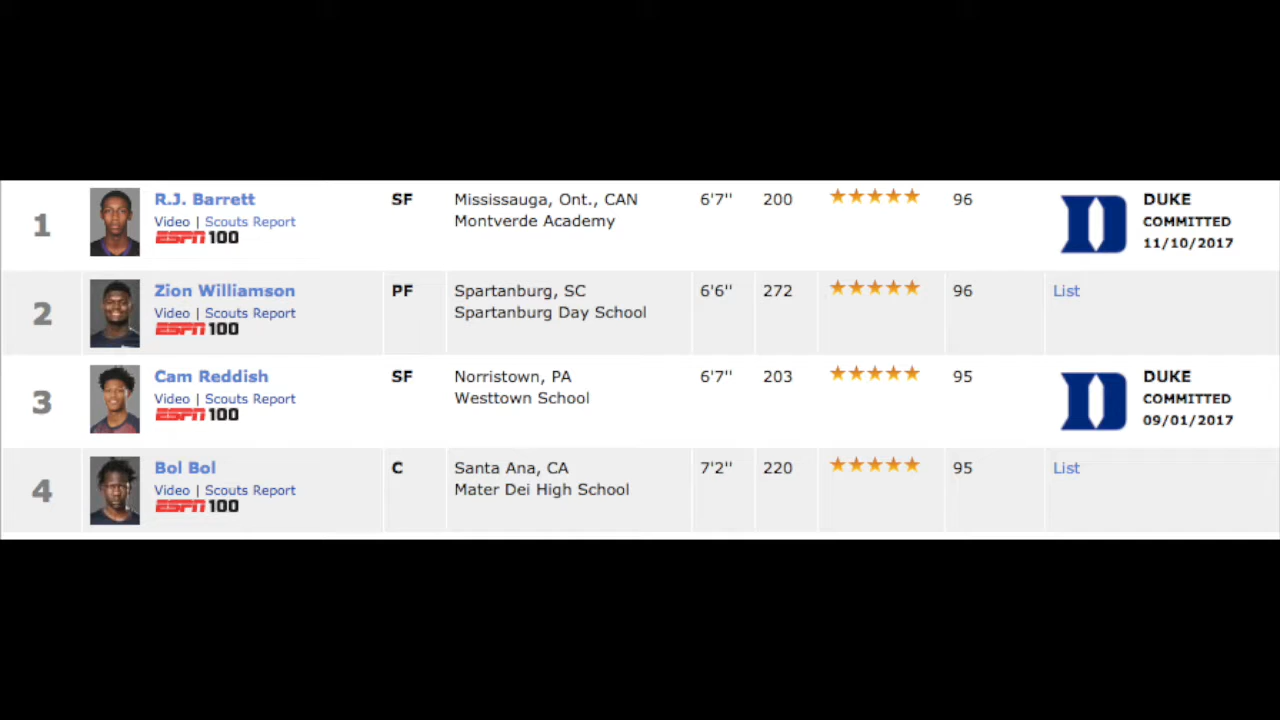 1
R.J. Barrett
Video | Scouts Report
ESPN 100
SF
Mississauga, Ont., CAN
Montverde Academy
6'7''
200
96
D
DUKE
COMMITTED
11/10/2017
2
Zion Williamson
Video | Scouts Report
ESPN 100
PF
Spartanburg, SC
Spartanburg Day School
6'6''
272
96
List
3
Cam Reddish
Video | Scouts Report
ESPN 100
SF
Norristown, PA
Westtown School
6'7''
203
95
D
DUKE
COMMITTED
09/01/2017
4
Bol Bol
Video | Scouts Report
ESPN 100
C
Santa Ana, CA
Mater Dei High School
7'2''
220
95
List